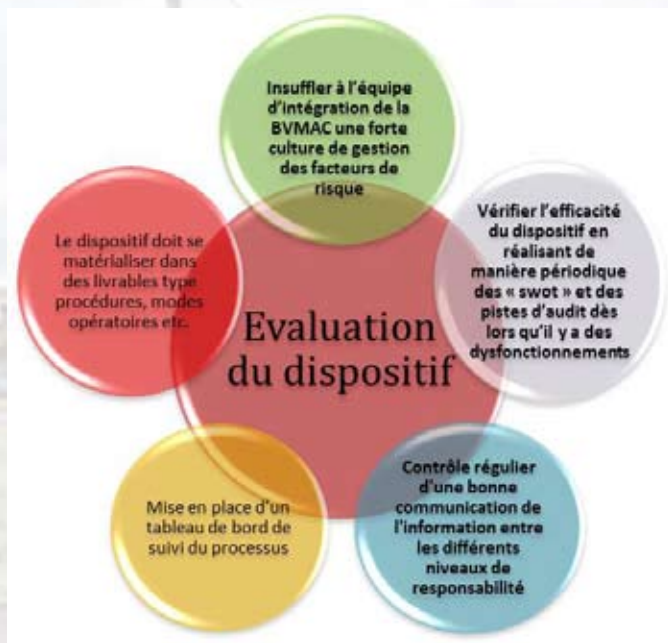 Insuffler à l'équipe
d'intégration de la
BVMAC une forte
culture de gestion
des facteurs de
risque
Vérifier l'efficacité
du dispositif en
réalisant de
manière périodique
des « swot » et des
pistes d'audit dès
lors qu'il y a des
dysfonctionnements
Le dispositif doit se
matérialiser dans
des livrables type
procédures, modes
opératoires etc.
Evaluation
du dispositif
Contrôle régulier
d'une bonne
communication de
l'information entre
les différents
niveaux de
responsabilité
Mise en place d'un
tableau de bord de
suivi du processus